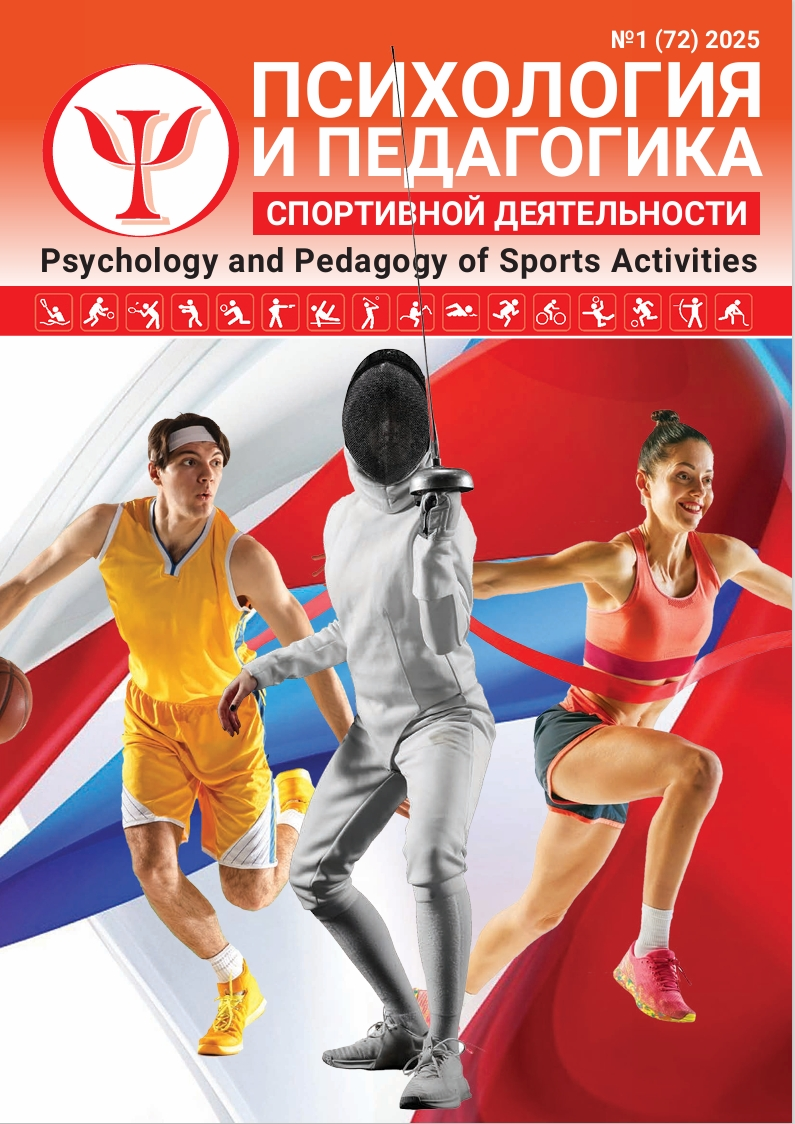 №1 (72) 2025
ПСИХОЛОГИЯ
И ПЕДАГОГИКА
СПОРТИВНОЙ ДЕЯТЕЛЬНОСТИ
Psychology and Pedagogy of Sports Activities